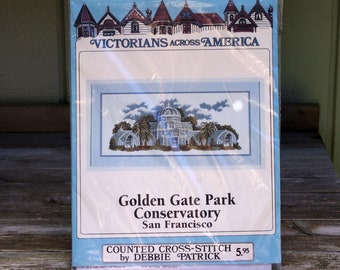 VICTORIANS ACROSS AMERICA
Golden Gate Park
Conservatory
San Francisco
COUNTED CROSS-STITCH
by DEBBIE PATRICK 5.95